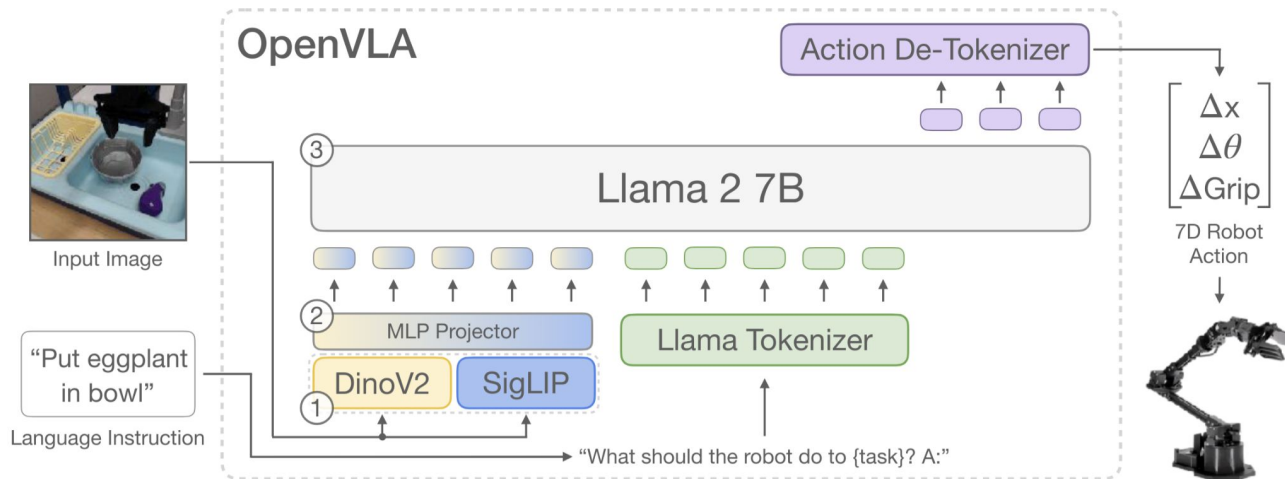 OpenVLA
Action De-Tokenizer
Δx
Δθ
ΔGrip
7D Robot
Action
Input Image
3
Llama 2 7B
2
MLP Projector
Llama Tokenizer
1
DinoV2
SigLIP
“Put eggplant
in bowl”
Language Instruction
“What should the robot do to {task}? A:”